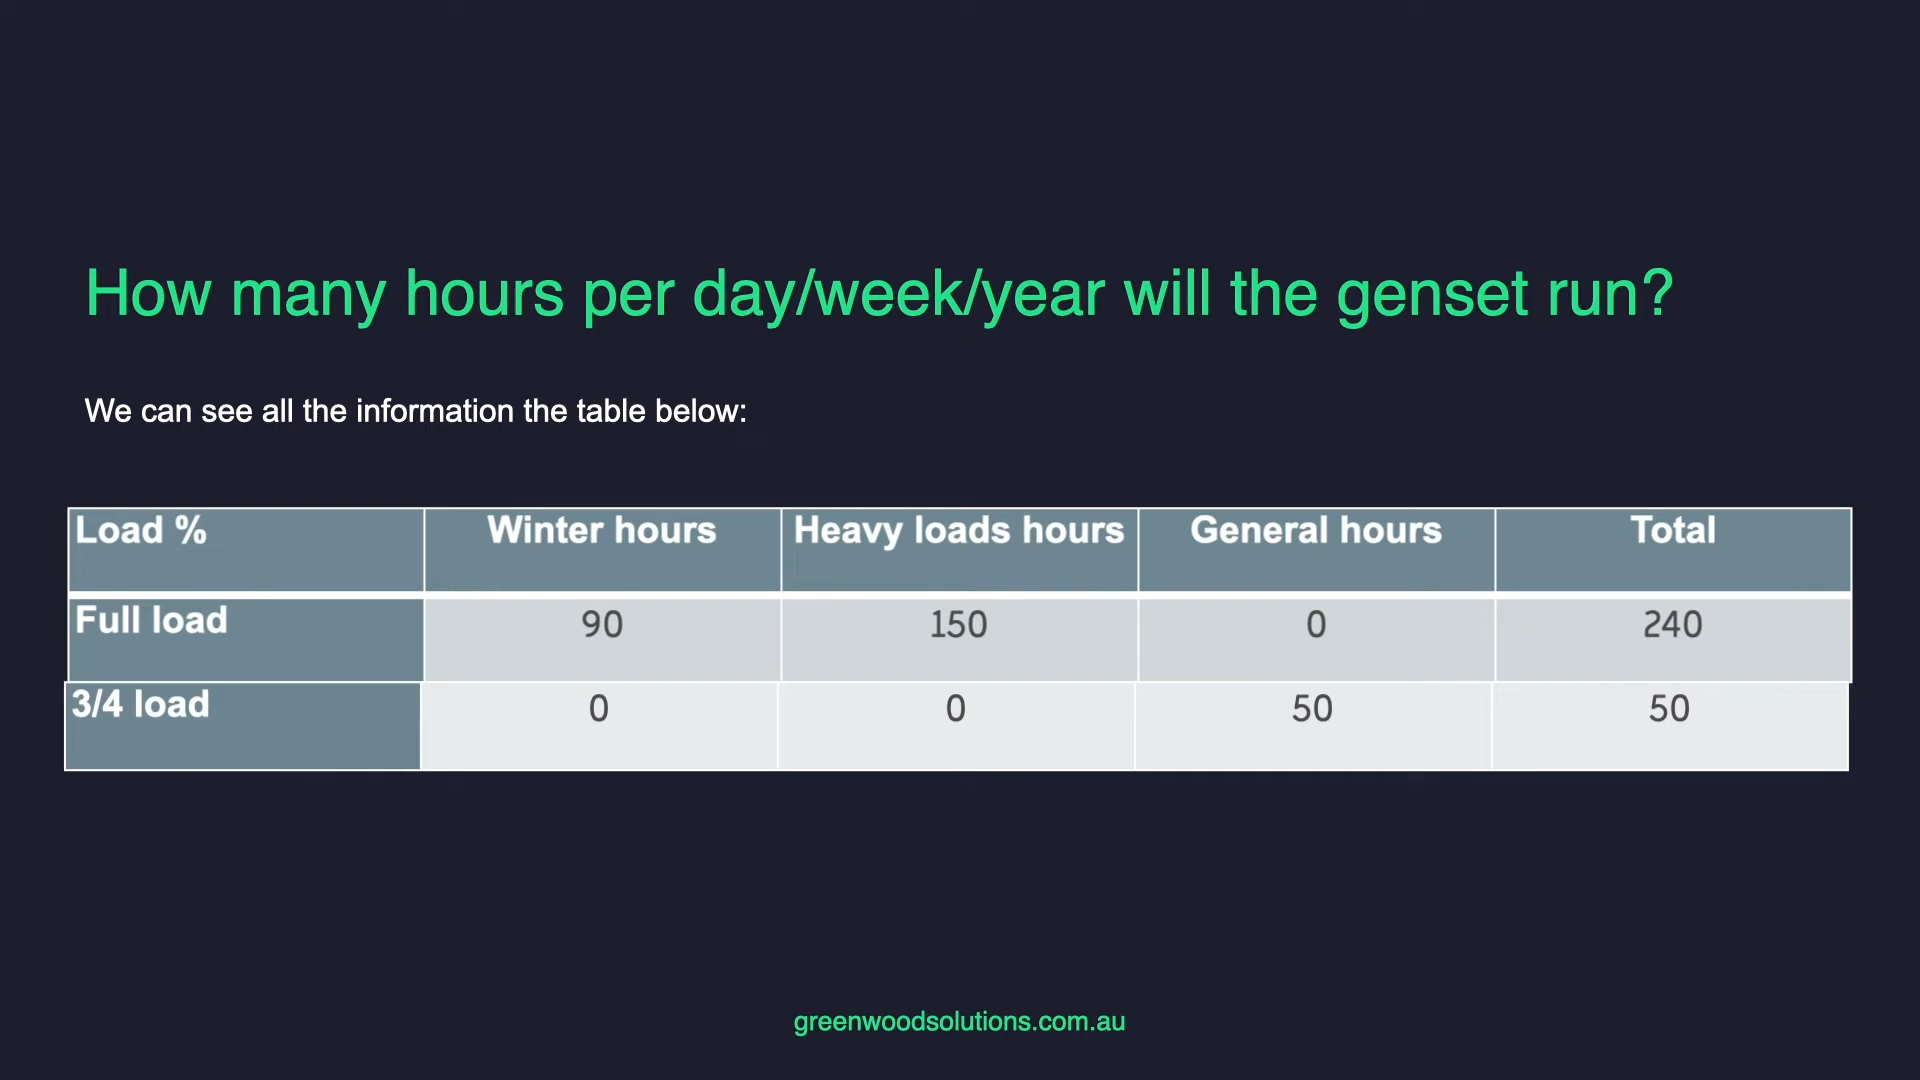 How many hours per day/week/year will the genset run?
We can see all the information the table below:
Load % Winter hours Heavy loads hours General hours Total
Full load 90 150 0 240
3/4 load 0 0 50 50
greenwoodsolutions.com.au